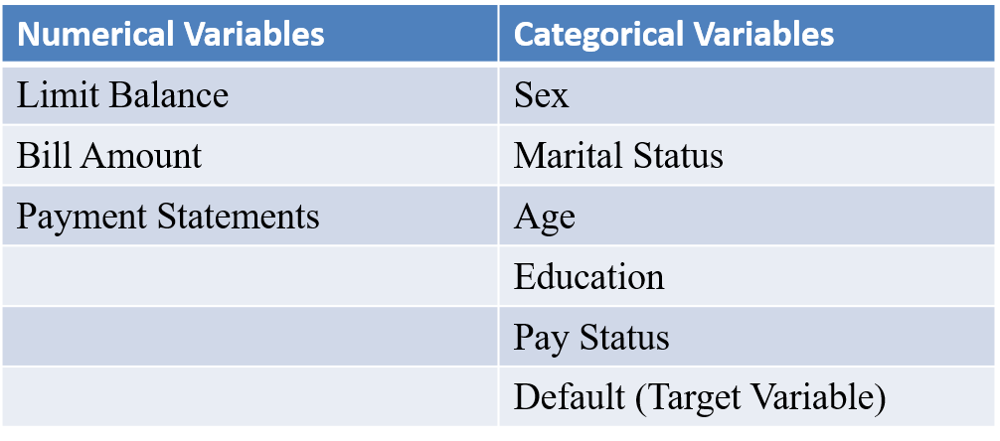 Numerical Variables Categorical Variables
Limit Balance Sex
Bill Amount Marital Status
Payment Statements Age
Education
Pay Status
Default (Target Variable)